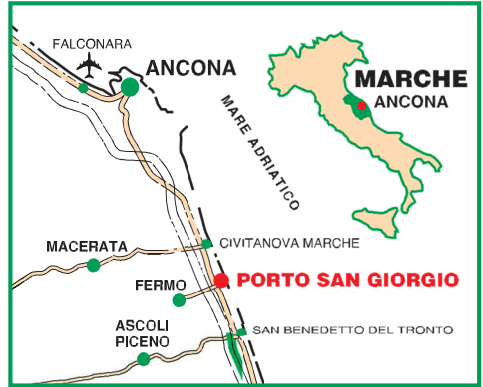 FALCONARA
ANCONA
MARE ADRIATICO
MARCHE
ANCONA
MACERATA
CIVITANOVA MARCHE
FERMO
PORTO SAN GIORGIO
ASCOLI
PICENO
SAN BENEDETTO DEL TRONTO